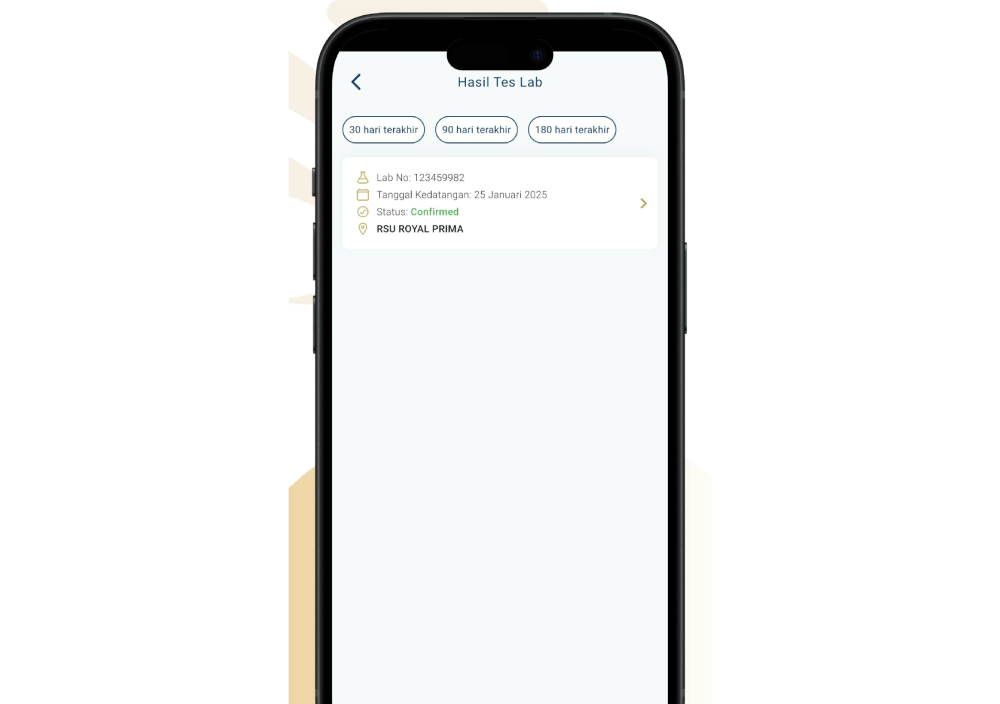 Hasil Tes Lab
30 hari terakhir 90 hari terakhir 180 hari terakhir
Lab No: 123459982
Tanggal Kedatangan: 25 Januari 2025
Status: Confirmed
RSU ROYAL PRIMA